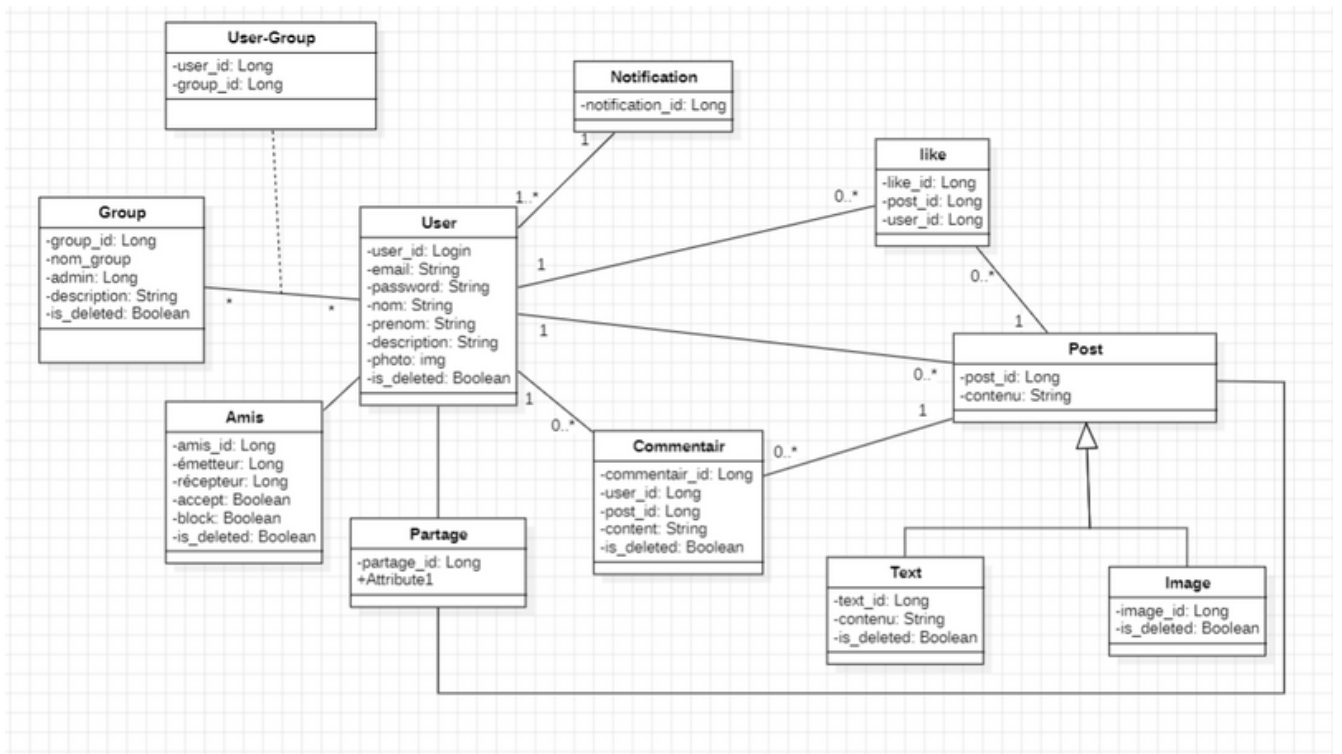 User-Group
-user_id: Long
-group_id: Long
Notification
-notification_id: Long
1
1..*
like
-like_id: Long
-post_id: Long
-user_id: Long
0..*
1
0..*
1
Group
-group_id: Long
-nom_group
-admin: Long
-description: String
-is_deleted: Boolean
*
*
User
-user_id: Login
-email: String
-password: String
-nom: String
-prenom: String
-description: String
-photo: img
-is_deleted: Boolean
1
0..*
Post
-post_id: Long
-contenu: String
1
0..*
0..*
1
Amis
-amis_id: Long
-émetteur: Long
-récepteur: Long
-accept: Boolean
-block: Boolean
-is_deleted: Boolean
Commentair
-commentair_id: Long
-user_id: Long
-post_id: Long
-content: String
-is_deleted: Boolean
Partage
-partage_id: Long
+Attribute1
Text
-text_id: Long
-contenu: String
-is_deleted: Boolean
Image
-image_id: Long
-is_deleted: Boolean